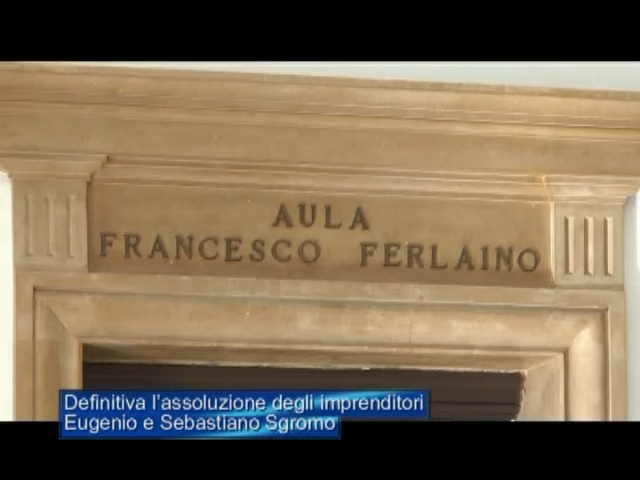 AULA
FRANCESCO FERLAINO
Definitiva l'assoluzione degli imprenditori
Eugenio e Sebastiano Sgromo